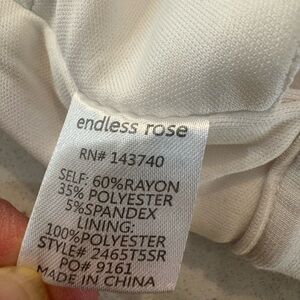 endless rose
RN# 143740
SELF: 60%RAYON
35% POLYESTER
5%SPANDEX
LINING:
100%POLYESTER
STYLE# 2465T5SR
PO# 9161
MADE IN CHINA